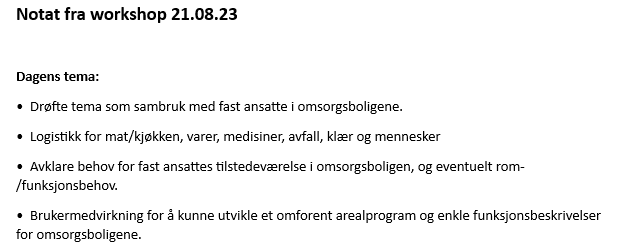 Notat fra workshop 21.08.23
Dagens tema:
• Drøfte tema som sambruk med fast ansatte i omsorgsboligene.
• Logistikk for mat/kjøkken, varer, medisiner, avfall, klær og mennesker
• Avklare behov for fast ansattes tilstedeværelse i omsorgsboligen, og eventuelt rom-
/funksjonsbehov.
• Brukermedvirkning for å kunne utvikle et omforent arealprogram og enkle funksjonsbeskrivelser
for omsorgsboligene.